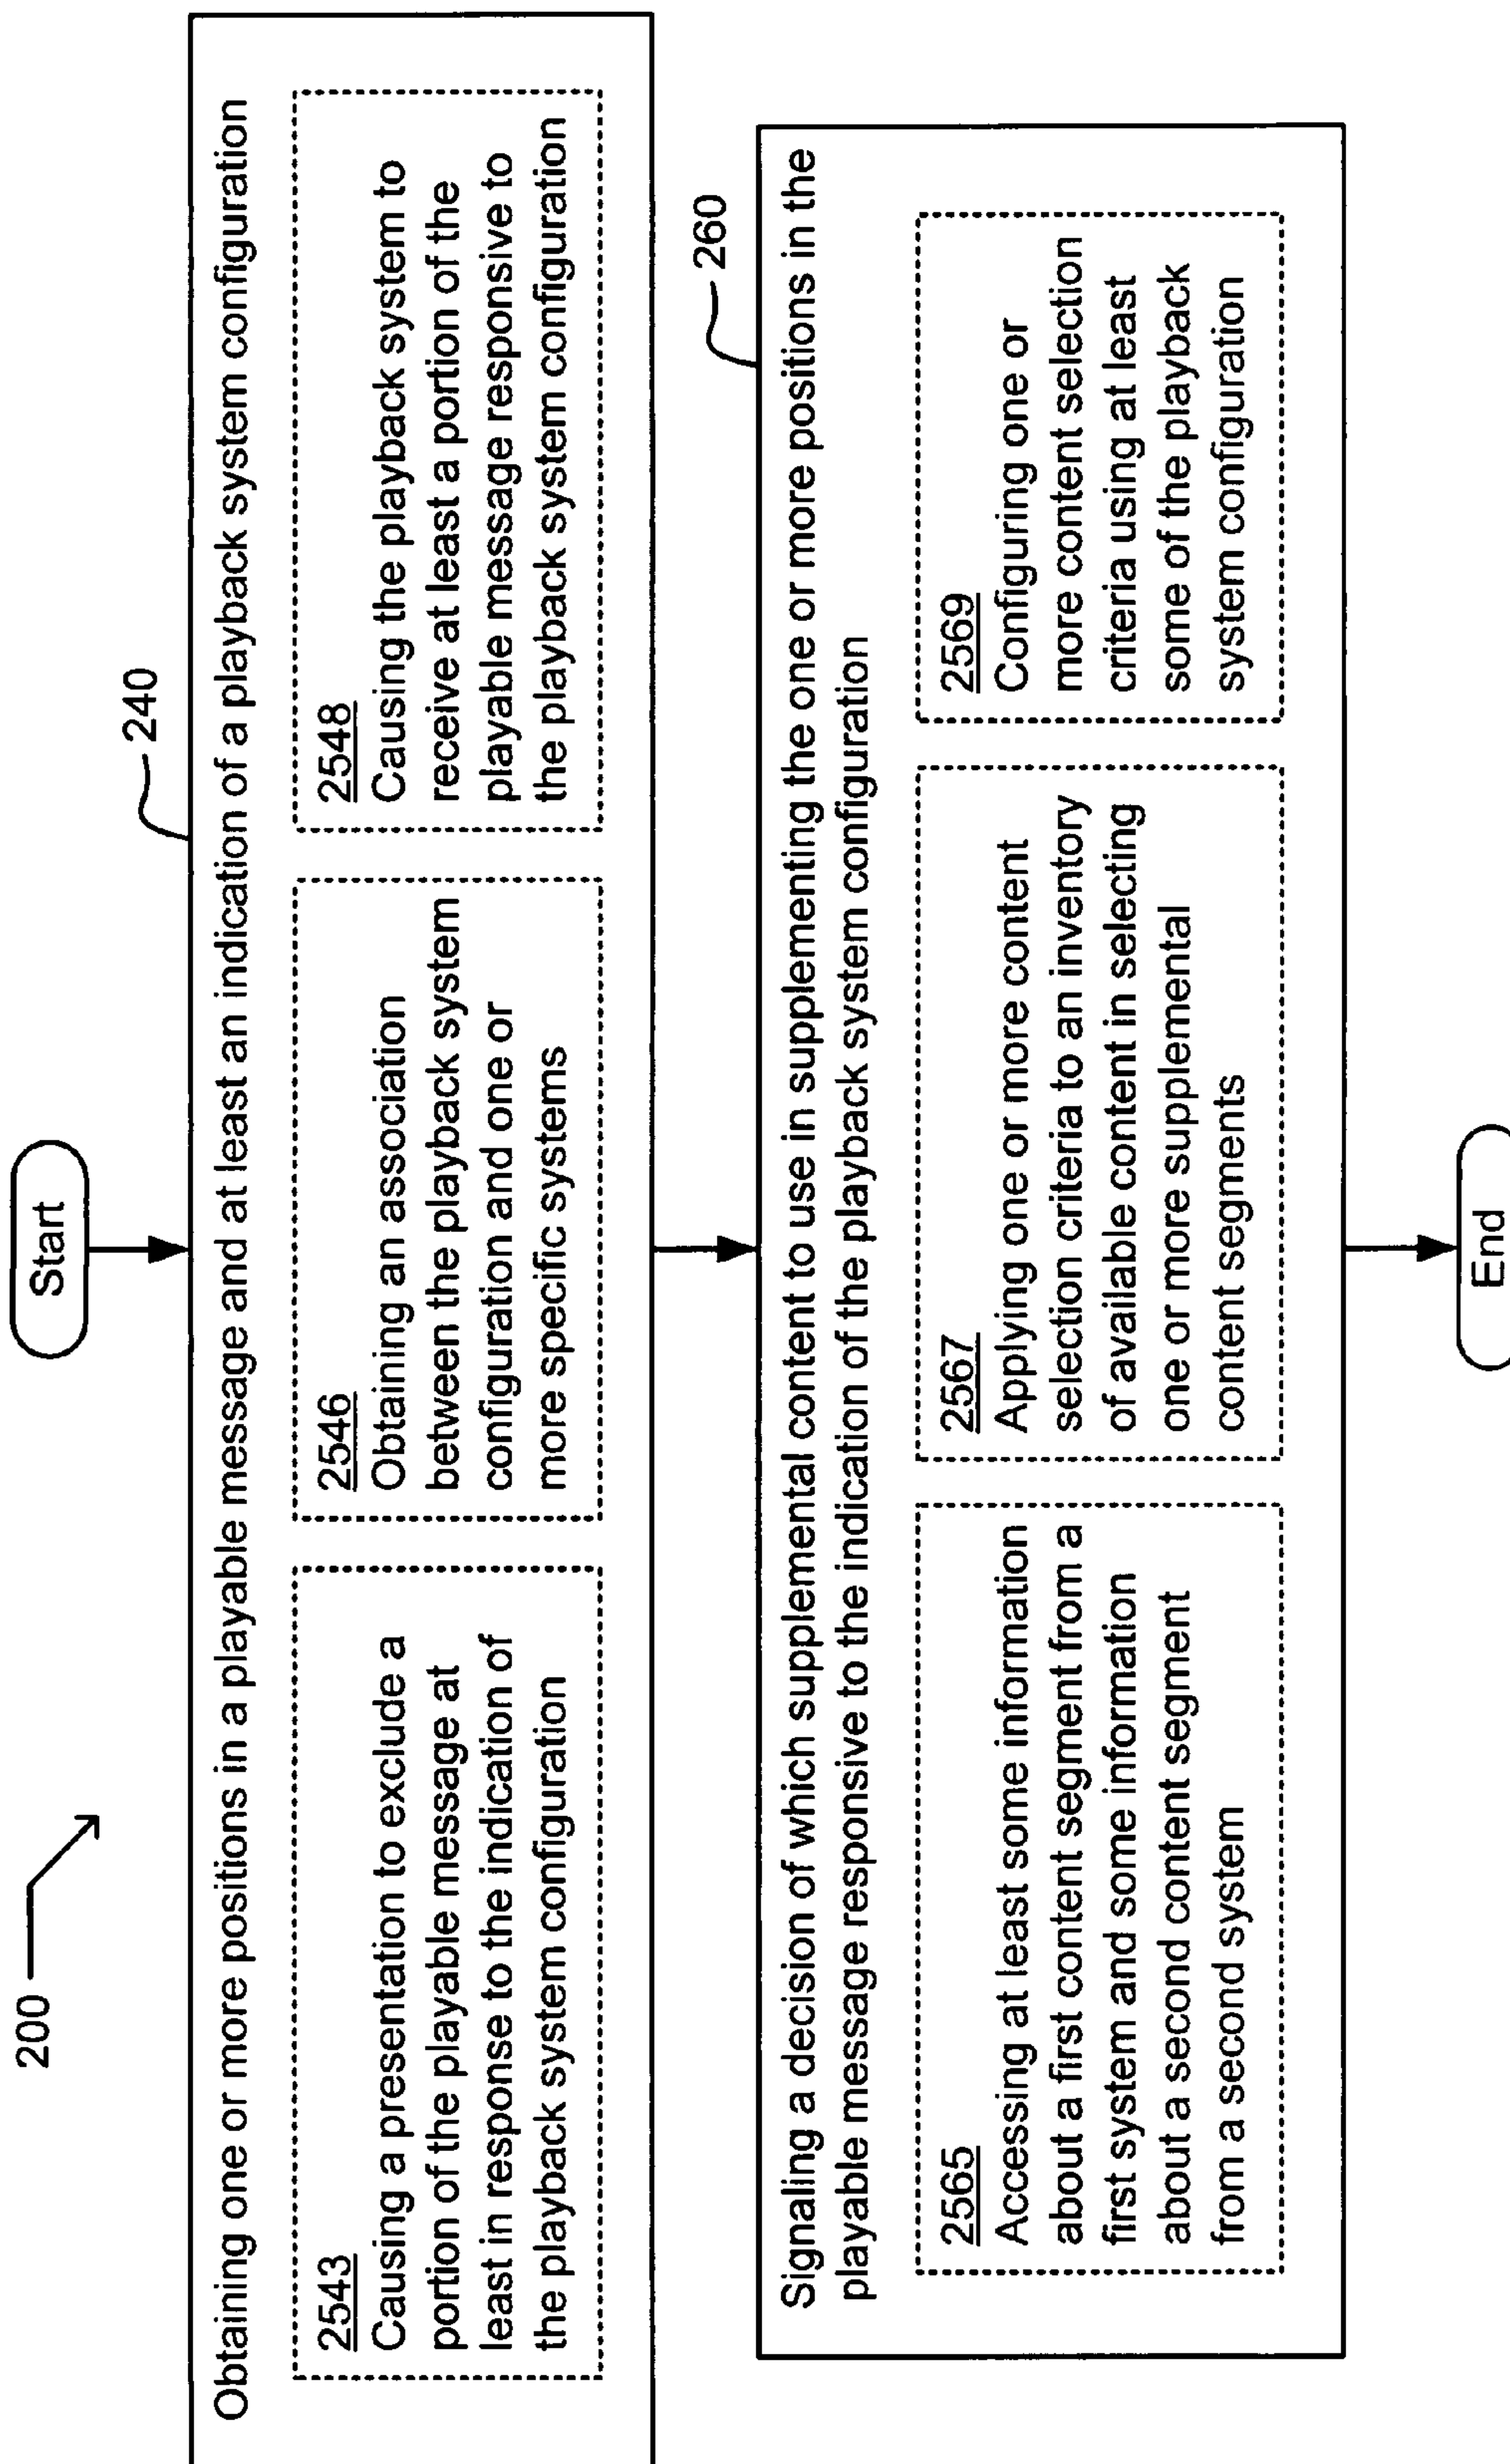 200
Start
240
Obtaining one or more positions in a playable message and at least an indication of a playback system configuration
2543
Causing a presentation to exclude a
portion of the playable message at
least in response to the indication of
the playback system configuration
2546
Obtaining an association
between the playback system
configuration and one or
more specific systems
2548
Causing the playback system to
receive at least a portion of the
playable message responsive to
the playback system configuration
260
Signaling a decision of which supplemental content to use in supplementing the one or more positions in the
playable message responsive to the indication of the playback system configuration
2565
Accessing at least some information
about a first content segment from a
first system and some information
about a second content segment
from a second system
2567
Applying one or more content
selection criteria to an inventory
of available content in selecting
one or more supplemental
content segments
2569
Configuring one or
more content selection
criteria using at least
some of the playback
system configuration
End